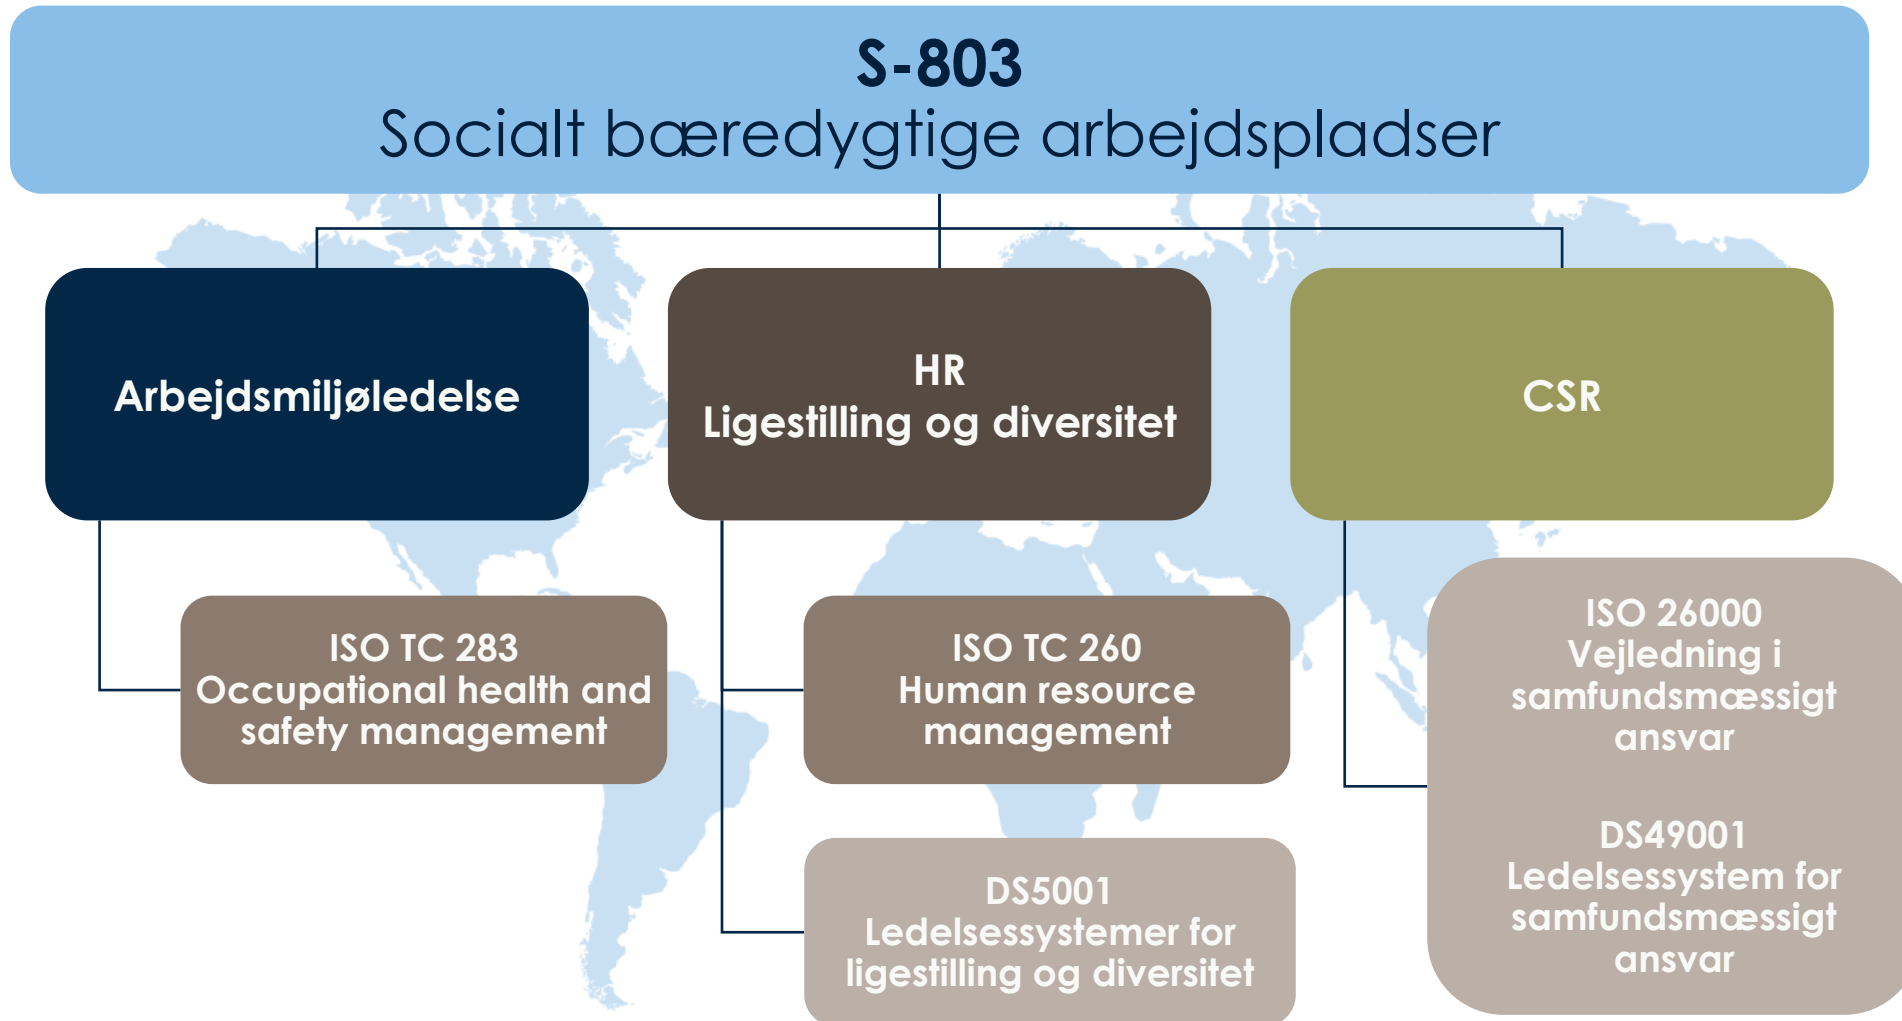 S-803
Socialt bæredygtige arbejdspladser
Arbejdsmiljøledelse
HR
Ligestilling og diversitet
CSR
ISO TC 283
Occupational health and
safety management
ISO TC 260
Human resource
management
DS5001
Ledelsessystemer for
ligestilling og diversitet
ISO 26000
Vejledning i
samfundsmæssigt
ansvar
DS49001
Ledelsessystem for
samfundsmæssigt
ansvar